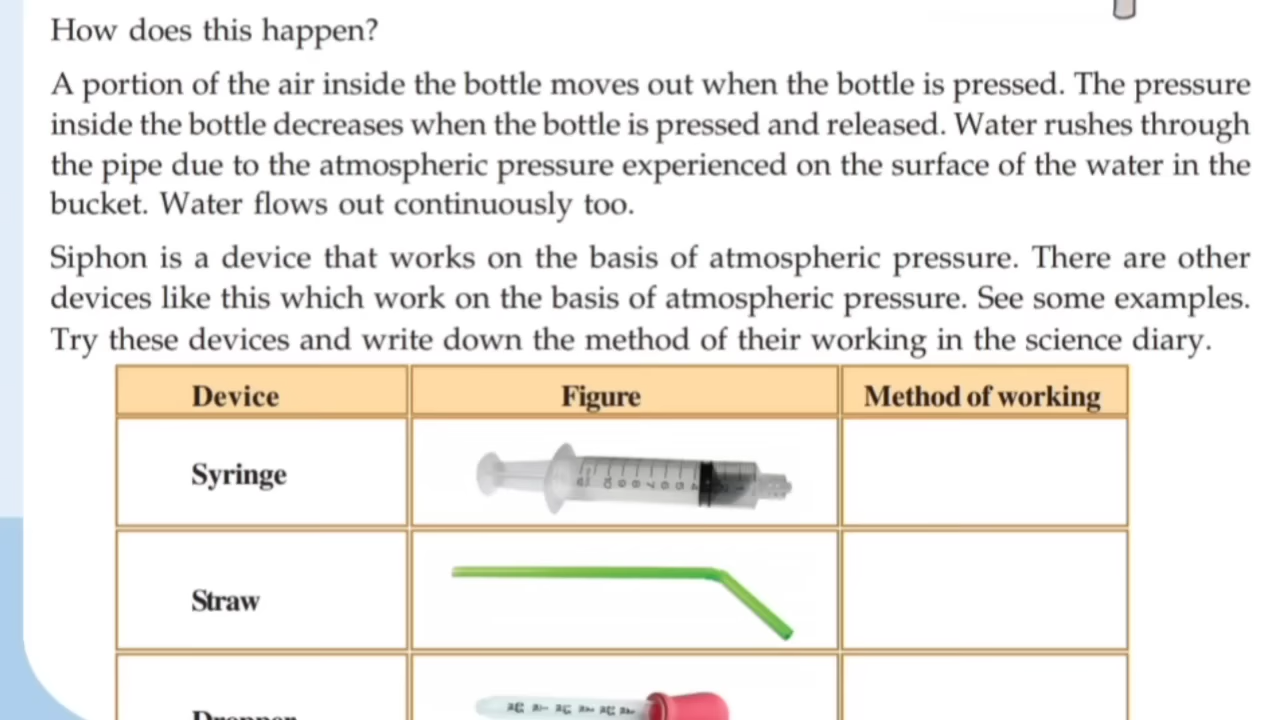 How does this happen?
A portion of the air inside the bottle moves out when the bottle is pressed. The pressure
inside the bottle decreases when the bottle is pressed and released. Water rushes through
the pipe due to the atmospheric pressure experienced on the surface of the water in the
bucket. Water flows out continuously too.
Siphon is a device that works on the basis of atmospheric pressure. There are other
devices like this which work on the basis of atmospheric pressure. See some examples.
Try these devices and write down the method of their working in the science diary.
Device Figure Method of working
Syringe
Straw
Dropper